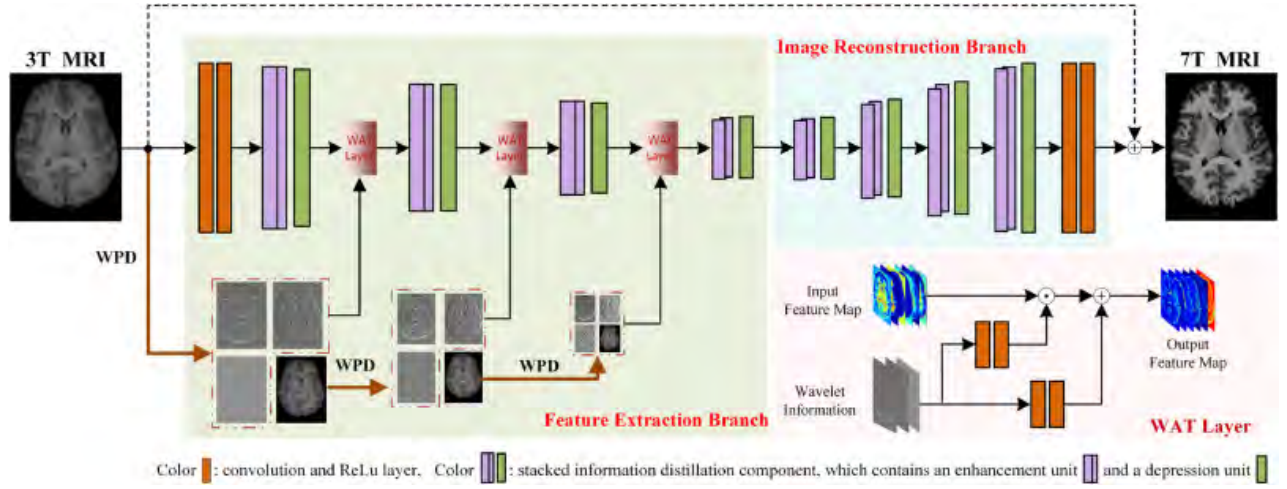 Image Reconstruction Branch
3T MRI
7T MRI
WAT
Layer
WAT
Layer
WAT
Layer
WPD
WPD
WPD
Feature Extraction Branch
Input
Feature Map
Wavelet
Information
Output
Feature Map
WAT Layer
Color : convolution and ReLu layer, Color : stacked information distillation component, which contains an enhancement unit and a depression unit